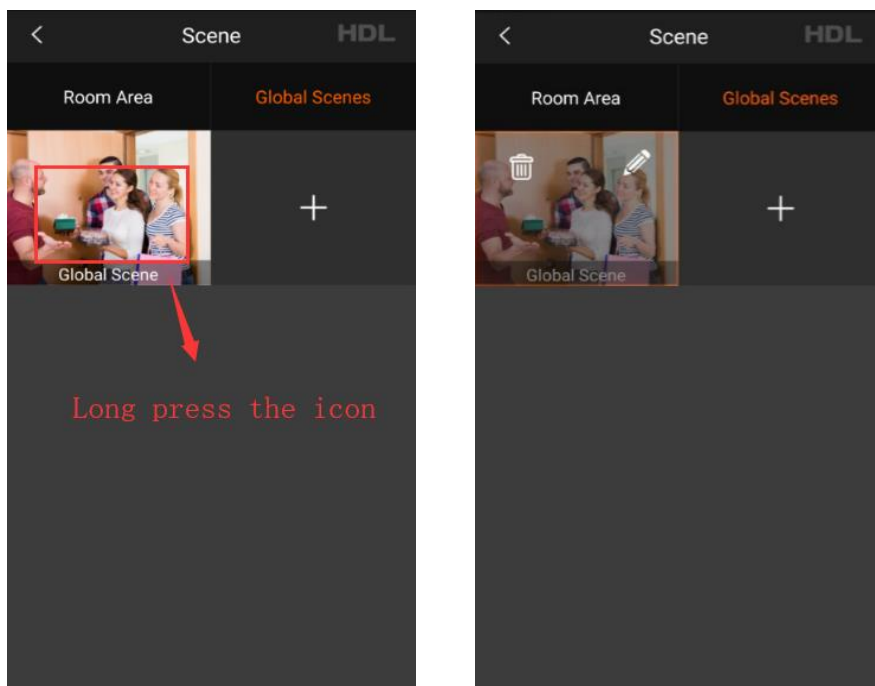 Scene HDL
Room Area Global Scenes
Global Scene
Long press the icon
Scene HDL
Room Area Global Scenes
Global Scene